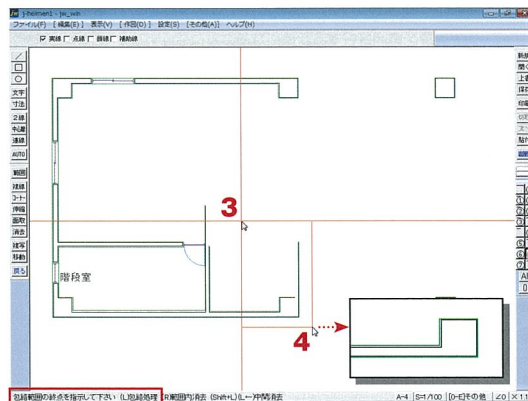 j-heimen1 - jw_win
ファイル(F) [編集(E)] 表示(V) [作図(D)] 設定(S) [その他(A)] ヘルプ(H)
実線 点線 鎖線 補助線
文字
寸法
2線
中心線
連線
AUTO
範囲
複線
コーナー
伸縮
面取
消去
複写
移動
戻る
3
階段室
4
包絡範囲の終点を指示して下さい (L)包絡処理 (R)範囲内消去 (Shift+L)(L←)中間消去
A-4 S=1/100 [0-E]その他 ∠0